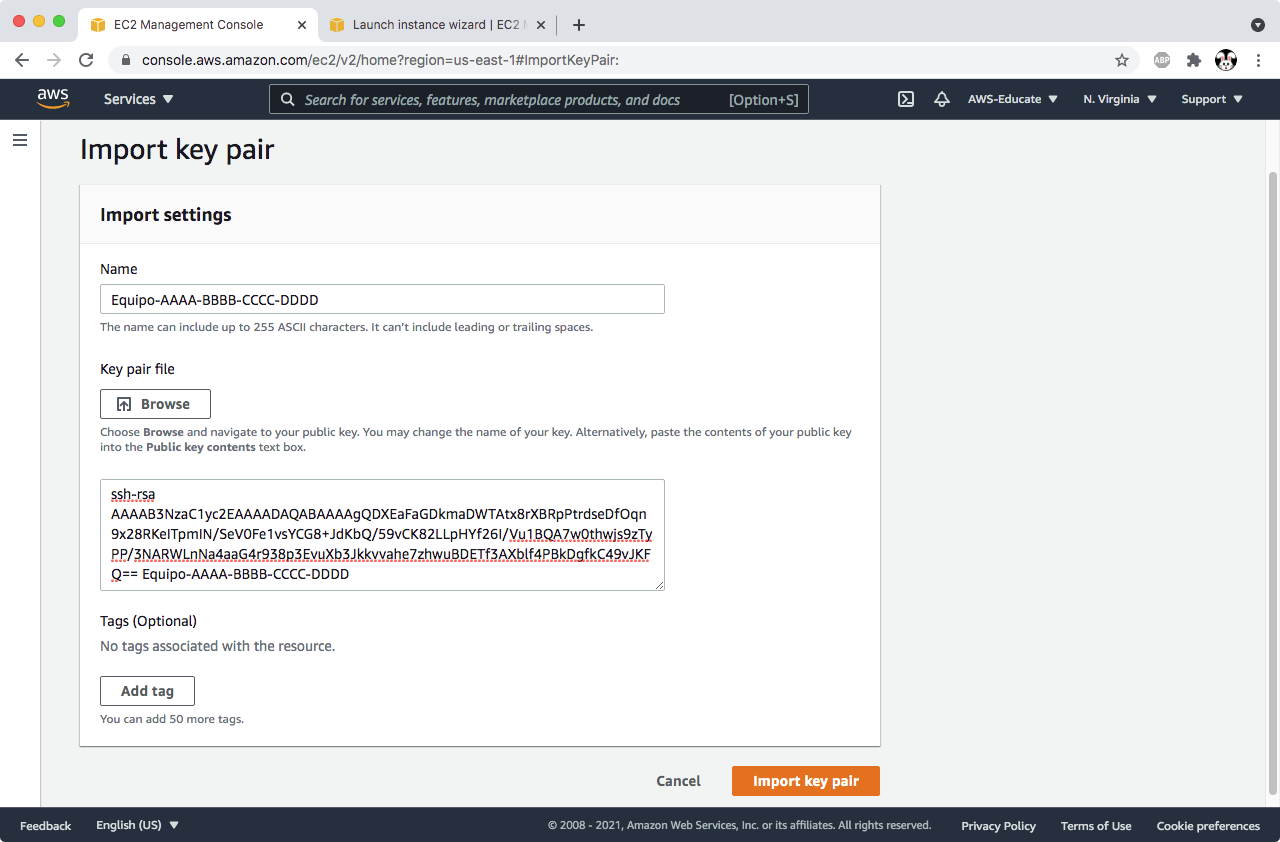 EC2 Management Console
Launch instance wizard | EC2
console.aws.amazon.com/ec2/v2/home?region=us-east-1#ImportKeyPair:
ABP
aws
Services
Search for services, features, marketplace products, and docs
[Option+S]
AWS-Educate
N. Virginia
Support
Import key pair
Import settings
Name
Equipo-AAAA-BBBB-CCCC-DDDD
The name can include up to 255 ASCII characters. It can't include leading or trailing spaces.
Key pair file
Browse
Choose Browse and navigate to your public key. You may change the name of your key. Alternatively, paste the contents of your public key
into the Public key contents text box.
ssh-rsa
AAAAB3NzaC1yc2EAAAADAQABAAAAgQDXEaFaGDkmaDWTAtx8rXBRpPtrdseDfOqn
9x28RKeITpmIN/SeV0Fe1vsYCG8+JdKbQ/59vCK82LLpHYf26I/Vu1BQA7w0thwjs9zTy
PP/3NARWLnNa4aaG4r938p3EvuXb3Jkkvvahe7zhwuBDETf3AXblf4PBkDgfkC49vJKF
Q== Equipo-AAAA-BBBB-CCCC-DDDD
Tags (Optional)
No tags associated with the resource.
Add tag
You can add 50 more tags.
Cancel
Import key pair
Feedback
English (US)
© 2008 - 2021, Amazon Web Services, Inc. or its affiliates. All rights reserved.
Privacy Policy
Terms of Use
Cookie preferences